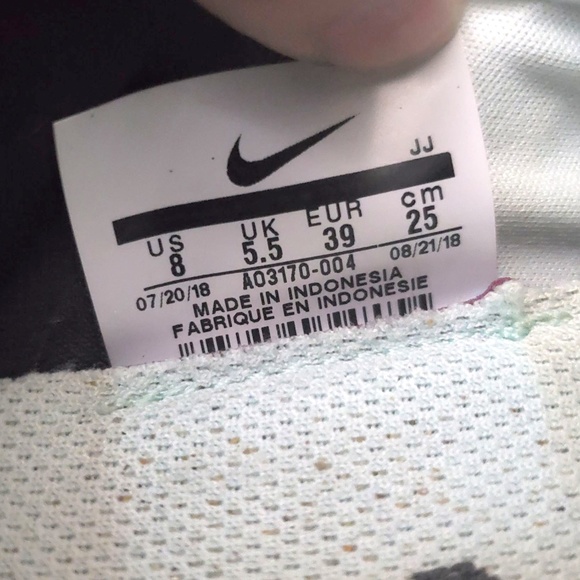 JJ
US UK EUR cm
8 5.5 39 25
07/20/18 AO3170-004 08/21/18
MADE IN INDONESIA
FABRIQUE EN INDONESIE